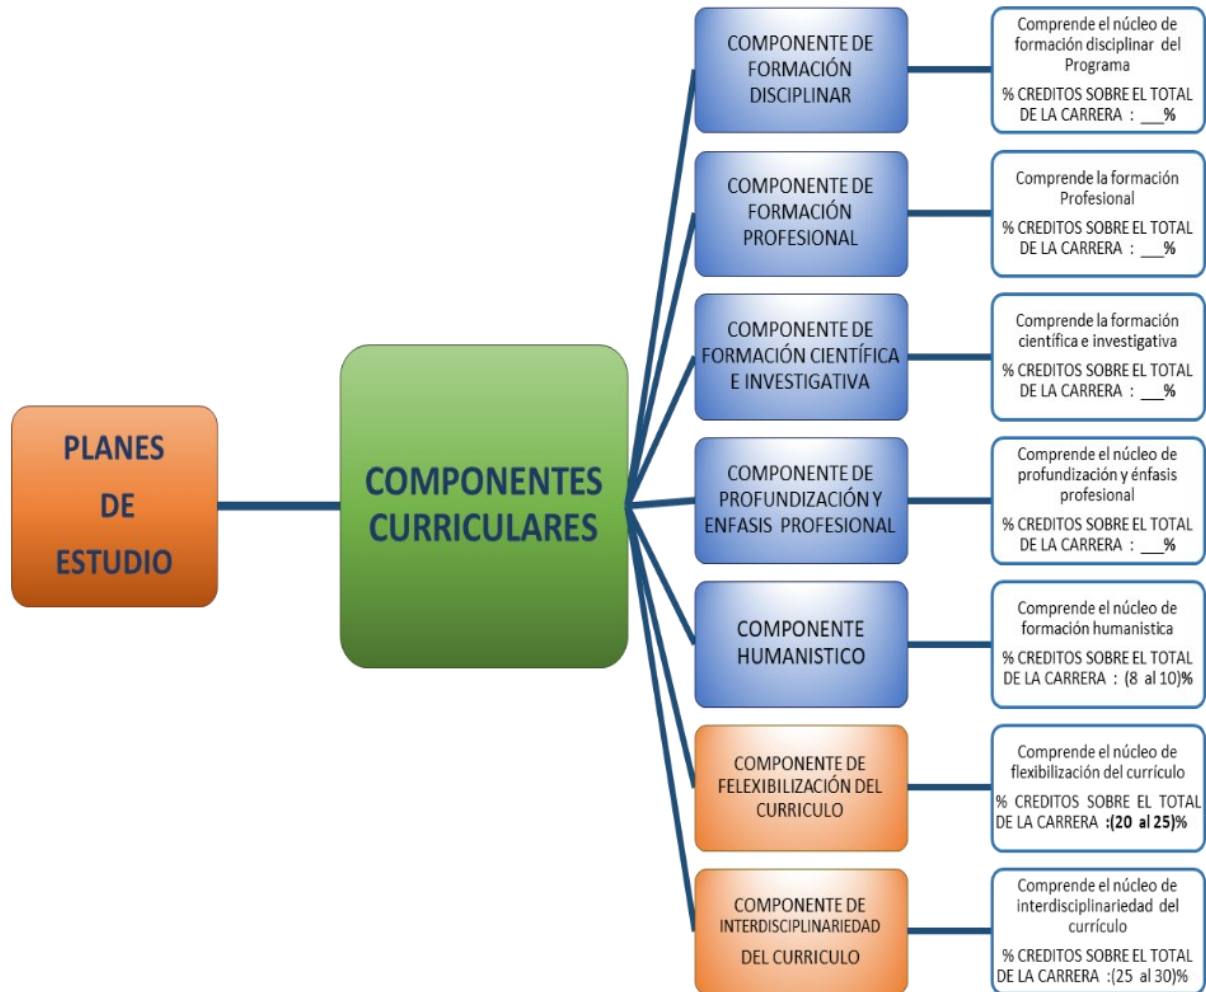 PLANES
DE
ESTUDIO
COMPONENTES
CURRICULARES
COMPONENTE DE
FORMACIÓN
DISCIPLINAR
Comprende el núcleo de
formación disciplinar del
Programa
% CREDITOS SOBRE EL TOTAL
DE LA CARRERA : ___%
COMPONENTE DE
FORMACIÓN
PROFESIONAL
Comprende la formación
Profesional
% CREDITOS SOBRE EL TOTAL
DE LA CARRERA : ___%
COMPONENTE DE
FORMACIÓN CIENTÍFICA
E INVESTIGATIVA
Comprende la formación
científica e investigativa
% CREDITOS SOBRE EL TOTAL
DE LA CARRERA : ___%
COMPONENTE DE
PROFUNDIZACIÓN Y
ENFASIS PROFESIONAL
Comprende el núcleo de
profundización y énfasis
profesional
% CREDITOS SOBRE EL TOTAL
DE LA CARRERA : ___%
COMPONENTE
HUMANISTICO
Comprende el núcleo de
formación humanistica
% CREDITOS SOBRE EL TOTAL
DE LA CARRERA : (8 al 10)%
COMPONENTE DE
FELEXIBILIZACIÓN DEL
CURRICULO
Comprende el núcleo de
flexibilización del currículo
% CREDITOS SOBRE EL TOTAL
DE LA CARRERA :(20 al 25)%
COMPONENTE DE
INTERDISCIPLINARIEDAD
DEL CURRICULO
Comprende el núcleo de
interdisciplinariedad del
currículo
% CREDITOS SOBRE EL TOTAL
DE LA CARRERA :(25 al 30)%